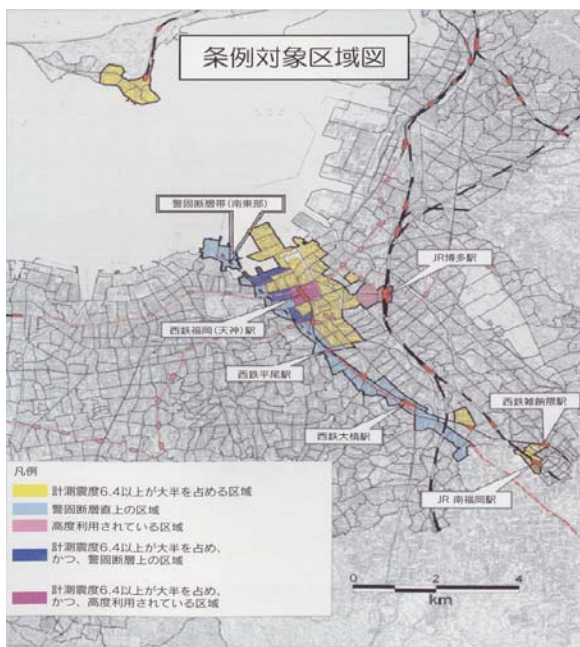 条例対象区域図
警固断層帯(南東部)
JR博多駅
西鉄福岡(天神)駅
西鉄平尾駅
西鉄雑餉隈駅
西鉄大橋駅
JR 南福岡駅
凡例
計測震度6.4以上が大半を占める区域
警固断層直上の区域
高度利用されている区域
計測震度6.4以上が大半を占め、
かつ、警固断層上の区域
計測震度6.4以上が大半を占め、
かつ、高度利用されている区域
0 2 4
km